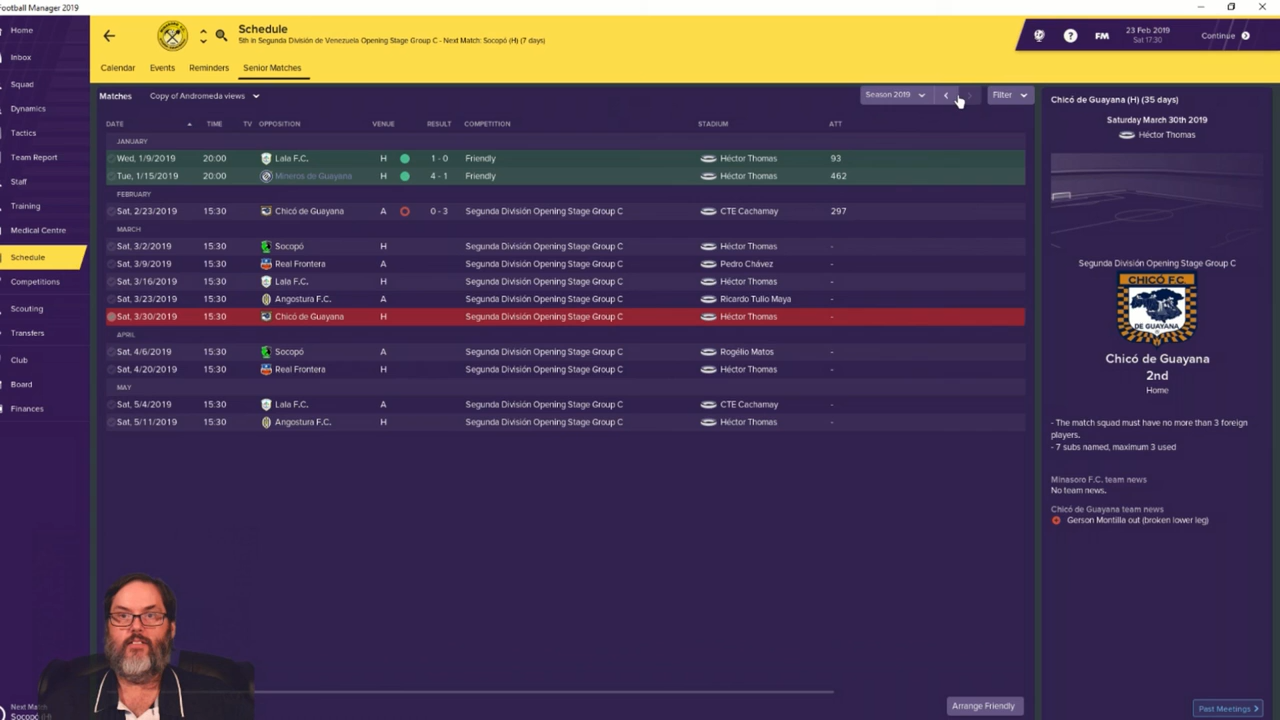 Football Manager 2019
Home
Inbox
Squad
Dynamics
Tactics
Team Report
Staff
Training
Medical Centre
Schedule
Competitions
Scouting
Transfers
Club
Board
Finances
Next Match
Socopó (H)
Schedule
5th in Segunda División de Venezuela Opening Stage Group C - Next Match: Socopó (H) (7 days)
FM
23 Feb 2019
Sat 17:30
Continue
Calendar Events Reminders Senior Matches
Matches Copy of Andromeda views Season 2019 Filter
DATE TIME TV OPPOSITION VENUE RESULT COMPETITION STADIUM ATT
JANUARY
Wed, 1/9/2019 20:00 Lala F.C. H 1 - 0 Friendly Héctor Thomas 93
Tue, 1/15/2019 20:00 Mineros de Guayana H 4 - 1 Friendly Héctor Thomas 462
FEBRUARY
Sat, 2/23/2019 15:30 Chicó de Guayana A 0 - 3 Segunda División Opening Stage Group C CTE Cachamay 297
MARCH
Sat, 3/2/2019 15:30 Socopó H Segunda División Opening Stage Group C Héctor Thomas -
Sat, 3/9/2019 15:30 Real Frontera A Segunda División Opening Stage Group C Pedro Chávez -
Sat, 3/16/2019 15:30 Lala F.C. H Segunda División Opening Stage Group C Héctor Thomas -
Sat, 3/23/2019 15:30 Angostura F.C. A Segunda División Opening Stage Group C Ricardo Tulio Maya -
Sat, 3/30/2019 15:30 Chicó de Guayana H Segunda División Opening Stage Group C Héctor Thomas -
APRIL
Sat, 4/6/2019 15:30 Socopó A Segunda División Opening Stage Group C Rogélio Matos -
Sat, 4/20/2019 15:30 Real Frontera H Segunda División Opening Stage Group C Héctor Thomas -
MAY
Sat, 5/4/2019 15:30 Lala F.C. A Segunda División Opening Stage Group C CTE Cachamay -
Sat, 5/11/2019 15:30 Angostura F.C. H Segunda División Opening Stage Group C Héctor Thomas -
Arrange Friendly
Chicó de Guayana (H) (35 days)
Saturday March 30th 2019
Héctor Thomas
Segunda División Opening Stage Group C
CHICÓ F.C.
DE GUAYANA
Chicó de Guayana
2nd
Home
- The match squad must have no more than 3 foreign
players.
- 7 subs named, maximum 3 used
Minasoro F.C. team news
No team news.
Chicó de Guayana team news
Gerson Montilla out (broken lower leg)
Past Meetings